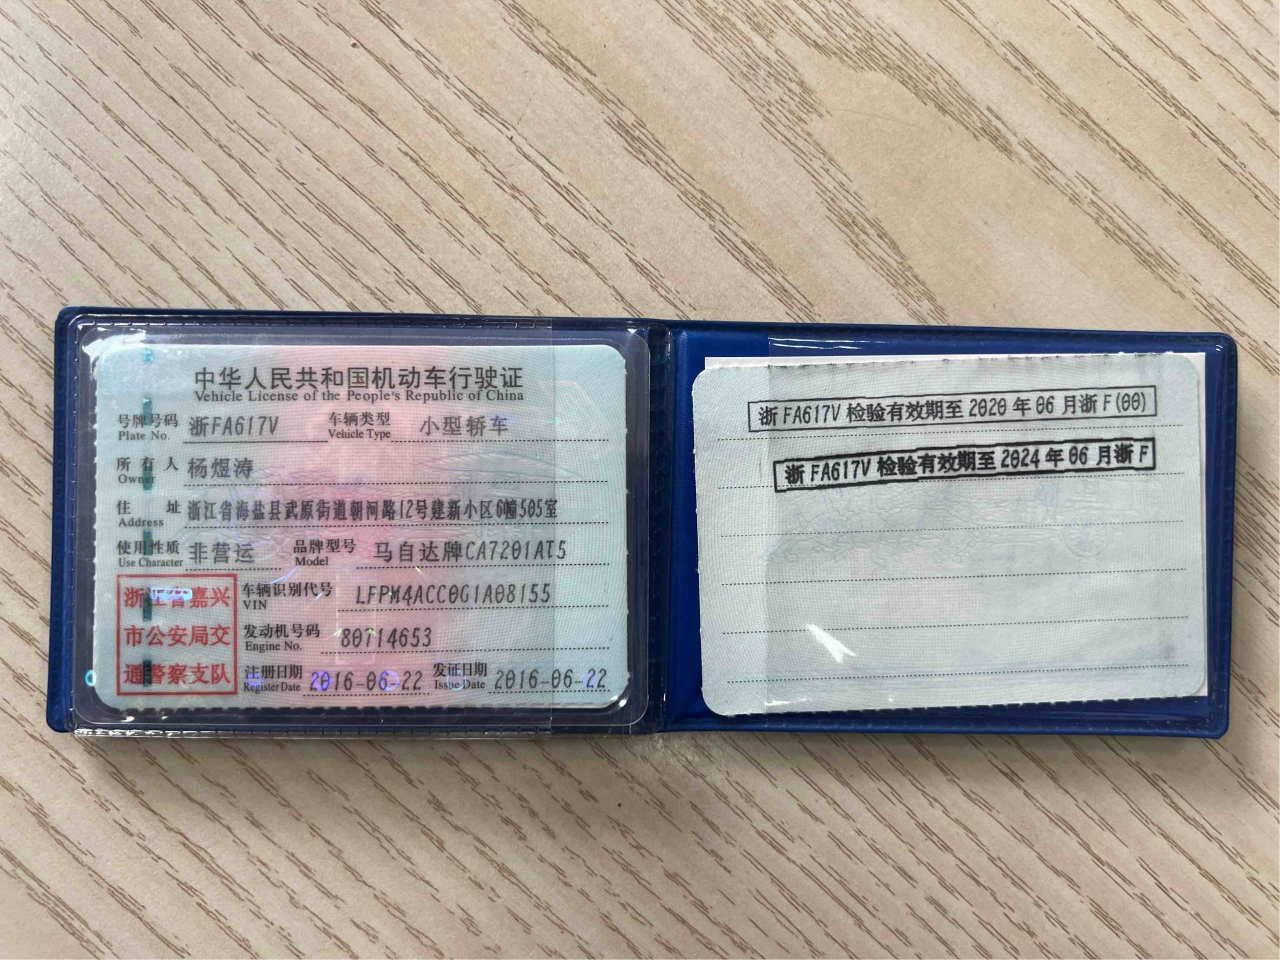 中华人民共和国机动车行驶证
Vehicle License of the People's Republic of China
号牌号码 浙FA617V 车辆类型 小型轿车
Plate No. Vehicle Type
所有人 杨煜涛
Owner
住址 浙江省海盐县武原街道朝河路12号建新小区6幢505室
Address
使用性质 非营运 品牌型号 马自达牌CA7201AT5
Use Character Model
浙江省嘉兴
市公安局交
通警察支队
车辆识别代号 LFPM4ACC0G1A08155
VIN
发动机号码 80714653
Engine No.
注册日期 2016-06-22 发证日期 2016-06-22
Register Date Issue Date
浙FA617V检验有效期至2020年06月浙F(00)
浙FA617V检验有效期至2024年06月浙F